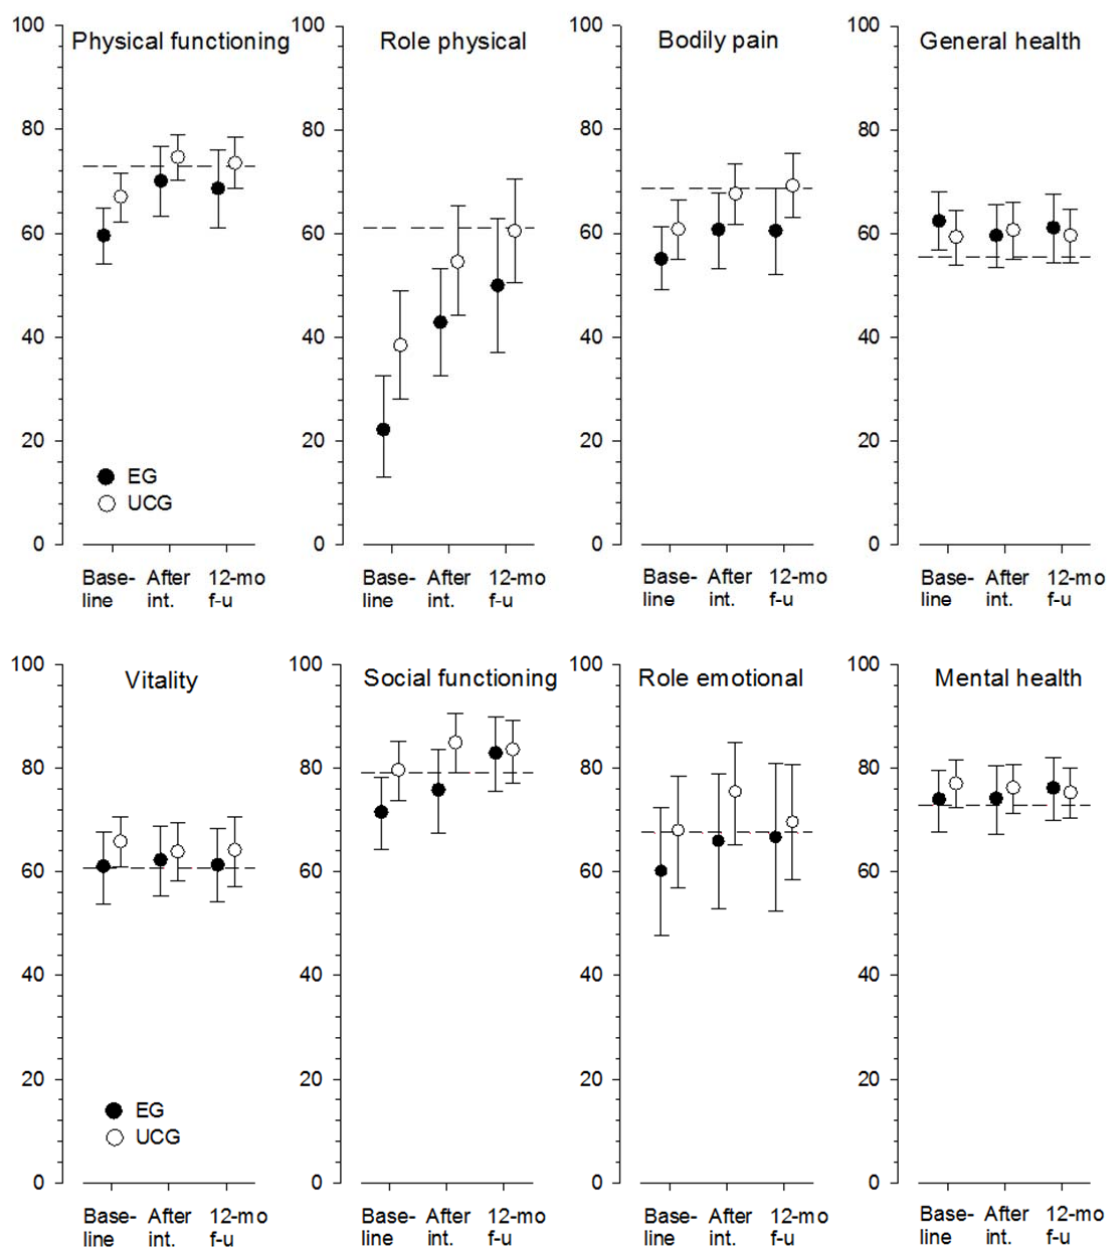 Physical functioning
100
80
60
40
20
0
EG
UCG
Base-
line
After
int.
12-mo
f-u
Role physical
100
80
60
40
20
0
Base-
line
After
int.
12-mo
f-u
Bodily pain
100
80
60
40
20
0
Base-
line
After
int.
12-mo
f-u
General health
100
80
60
40
20
0
Base-
line
After
int.
12-mo
f-u
Vitality
100
80
60
40
20
0
EG
UCG
Base-
line
After
int.
12-mo
f-u
Social functioning
100
80
60
40
20
0
Base-
line
After
int.
12-mo
f-u
Role emotional
100
80
60
40
20
0
Base-
line
After
int.
12-mo
f-u
Mental health
100
80
60
40
20
0
Base-
line
After
int.
12-mo
f-u